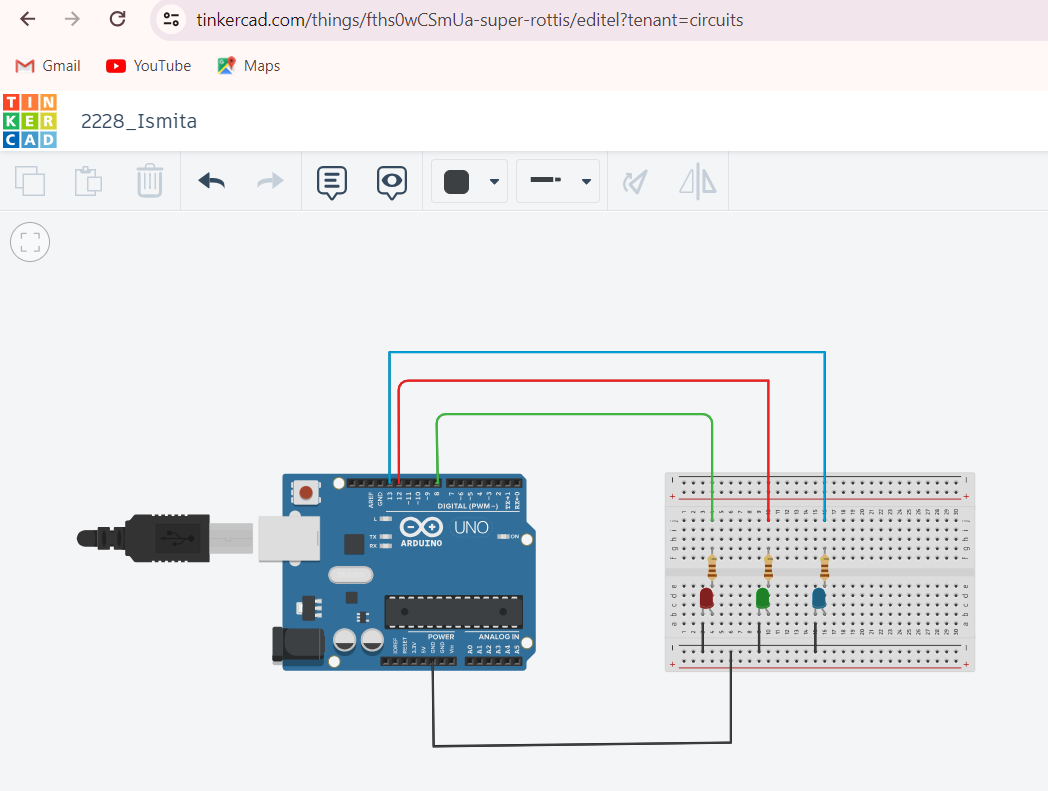 tinkercad.com/things/fths0wCSmUa-super-rottis/editel?tenant=circuits
Gmail YouTube Maps
TIN
KER
CAD
2228_Ismita
AREF
GND
13
12
~11
~10
~9
8
7
~6
~5
4
~3
2
TX→1
RX←0
DIGITAL (PWM~)
L
TX
RX
UNO
ARDUINO
ON
POWER
ANALOG IN
IOREF
RESET
3.3V
5V
GND
GND
Vin
A0
A1
A2
A3
A4
A5